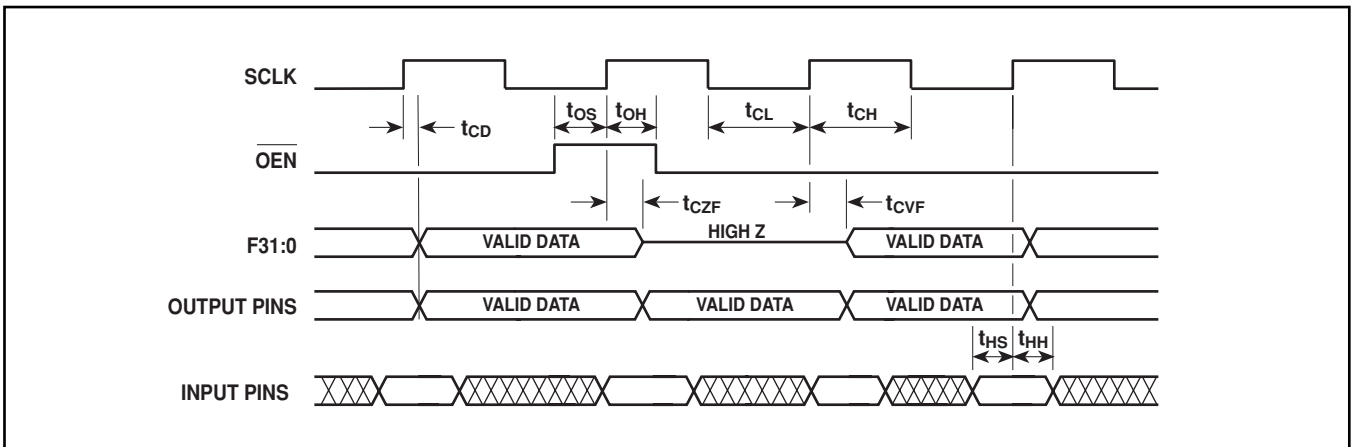 SCLK
tOS tOH tCL tCH
tCD
OEN
tCZF tCVF
F31:0 VALID DATA HIGH Z VALID DATA
OUTPUT PINS VALID DATA VALID DATA VALID DATA
tHS tHH
INPUT PINS